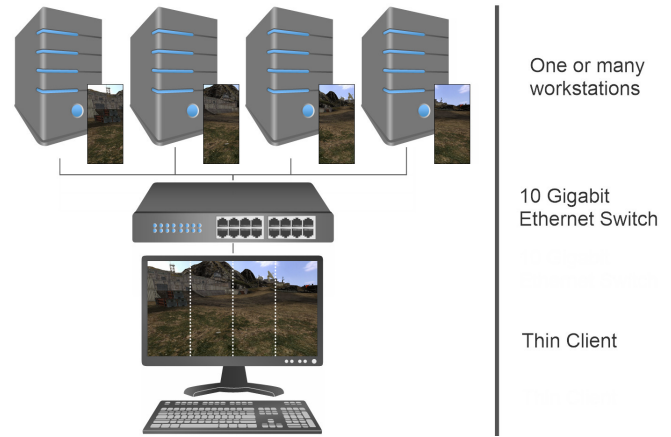 One or many
workstations
10 Gigabit
Ethernet Switch
Thin Client